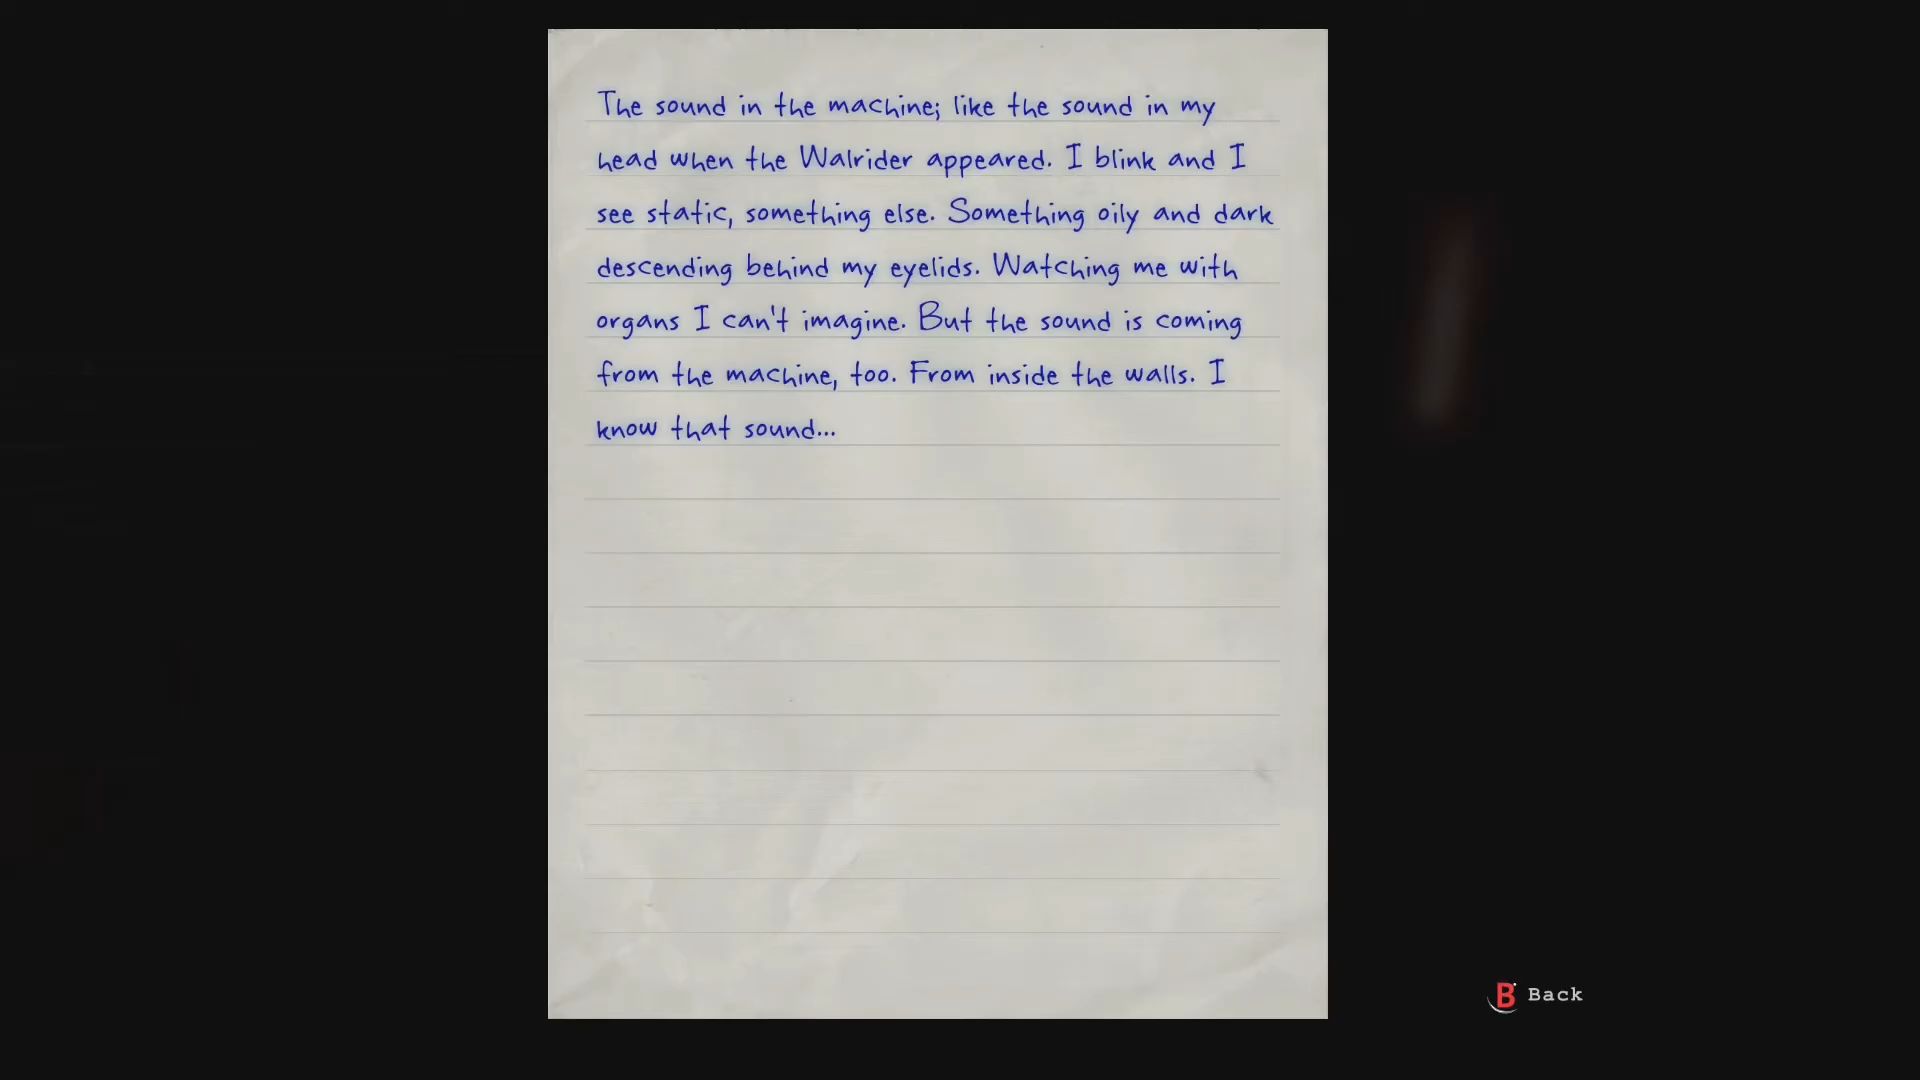 The sound in the machine; like the sound in my
head when the Walrider appeared. I blink and I
see static, something else. Something oily and dark
descending behind my eyelids. Watching me with
organs I can't imagine. But the sound is coming
from the machine, too. From inside the walls. I
know that sound...
B Back